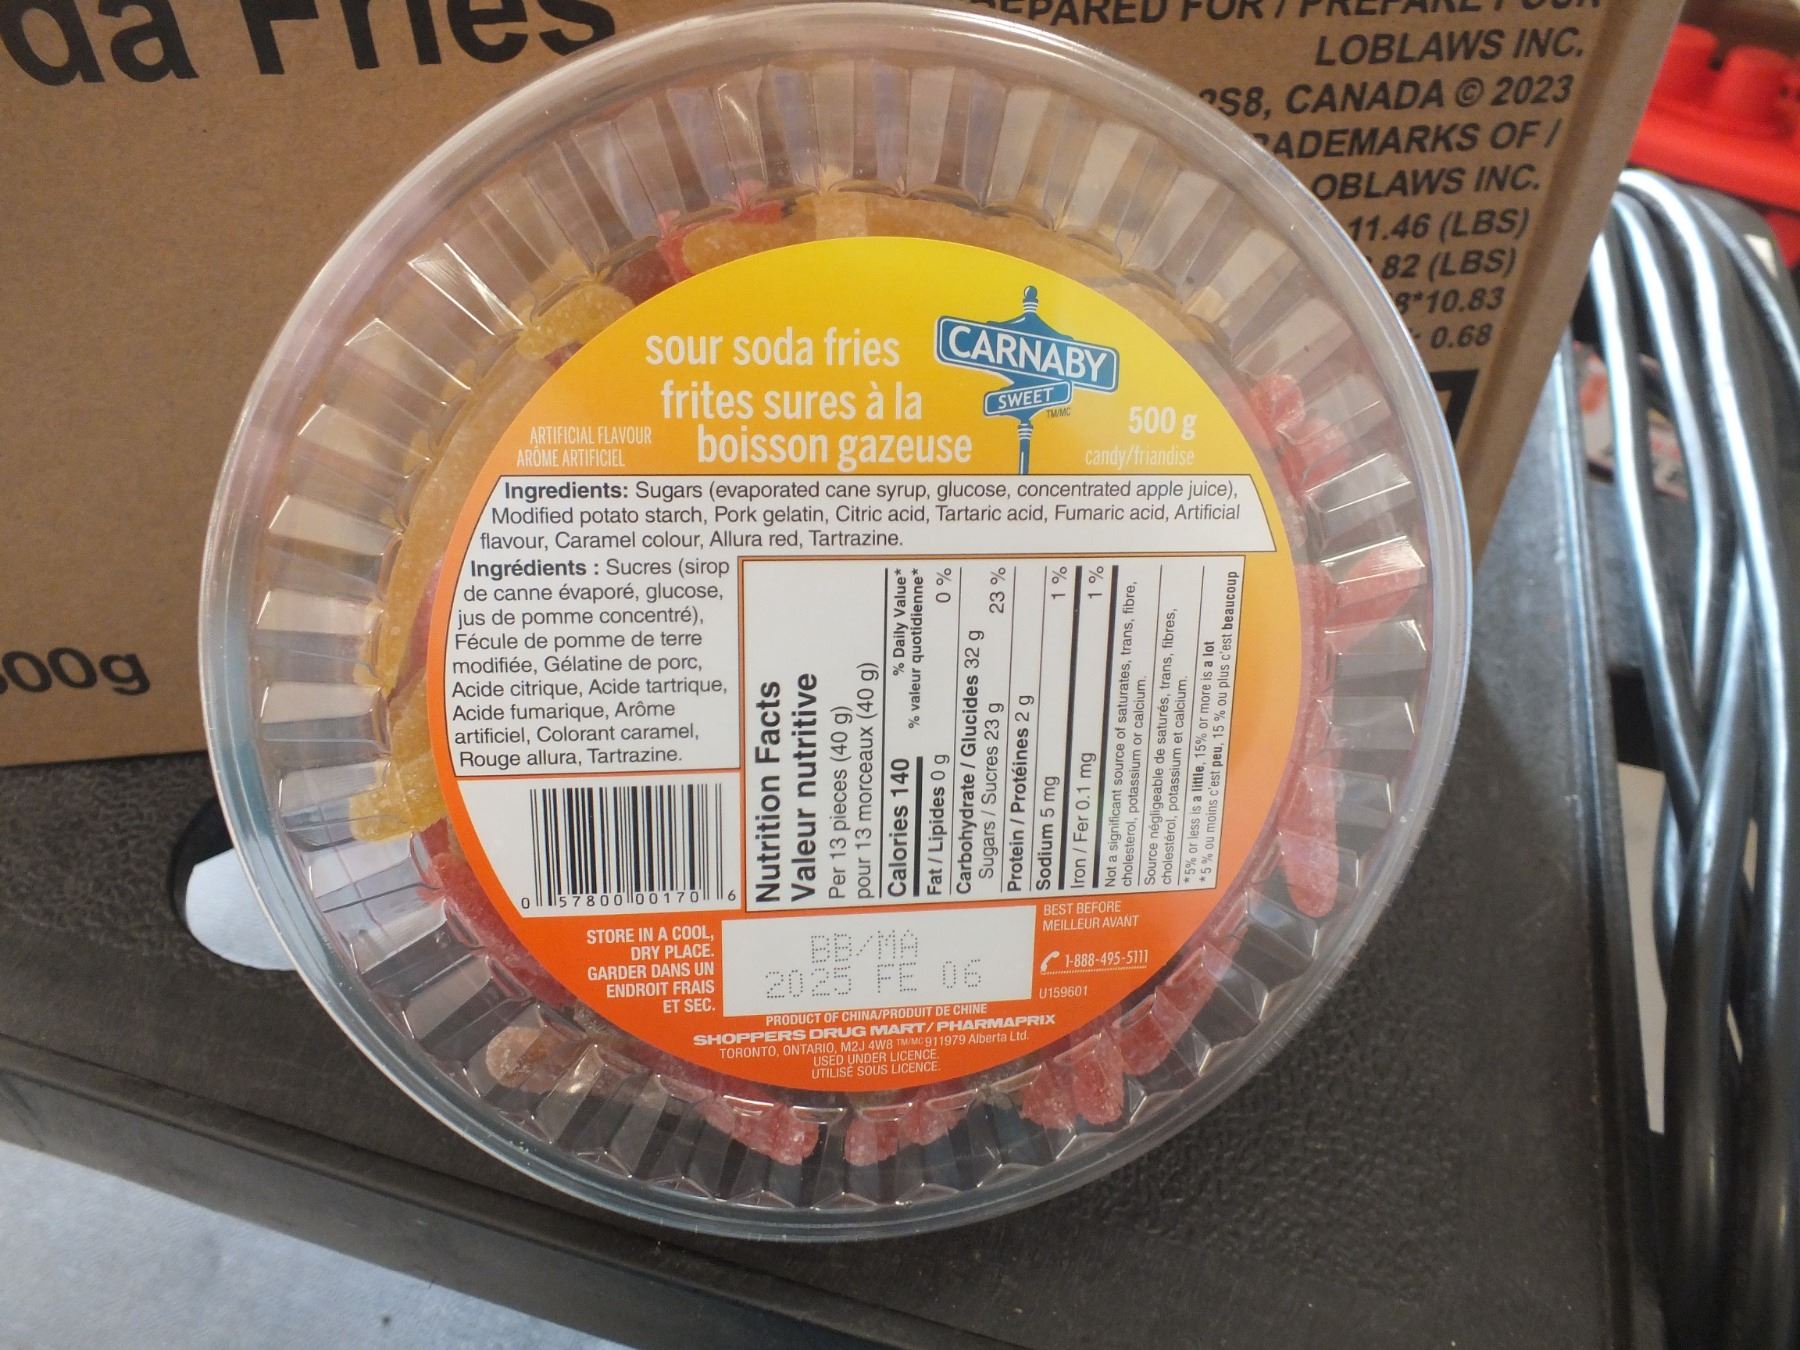 da Fries
LOBLAWS INC.
2S8, CANADA © 2023
OBLAWS INC.
11.46 (LBS)
82 (LBS)
8*10.83
0.68
00g
sour soda fries
frites sures à la
boisson gazeuse
ARTIFICIAL FLAVOUR
ARÔME ARTIFICIEL
CARNABY
SWEET
TM/MC
500 g
candy/friandise
Ingredients: Sugars (evaporated cane syrup, glucose, concentrated apple juice),
Modified potato starch, Pork gelatin, Citric acid, Tartaric acid, Fumaric acid, Artificial
flavour, Caramel colour, Allura red, Tartrazine.
Ingrédients : Sucres (sirop
de canne évaporé, glucose,
jus de pomme concentré),
Fécule de pomme de terre
modifiée, Gélatine de porc,
Acide citrique, Acide tartrique,
Acide fumarique, Arôme
artificiel, Colorant caramel,
Rouge allura, Tartrazine.
0 57800 00170 6
Nutrition Facts
Valeur nutritive
Per 13 pieces (40 g)
pour 13 morceaux (40 g)
Calories 140
% Daily Value*
% valeur quotidienne*
Fat / Lipides 0 g 0 %
Carbohydrate / Glucides 32 g
Sugars / Sucres 23 g 23 %
Protein / Protéines 2 g
Sodium 5 mg 1 %
Iron / Fer 0.1 mg 1 %
Not a significant source of saturates, trans, fibre,
cholesterol, potassium or calcium.
Source négligeable de saturés, trans, fibres,
cholestérol, potassium et calcium.
*5% or less is a little, 15% or more is a lot
*5 % ou moins c'est peu, 15 % ou plus c'est beaucoup
STORE IN A COOL,
DRY PLACE.
GARDER DANS UN
ENDROIT FRAIS
ET SEC.
BB/MA
2025 FE 06
BEST BEFORE
MEILLEUR AVANT
1-888-495-5111
U159601
PRODUCT OF CHINA/PRODUIT DE CHINE
SHOPPERS DRUG MART/PHARMAPRIX
TORONTO, ONTARIO, M2J 4W8 TM/MC 911979 Alberta Ltd.
USED UNDER LICENCE.
UTILISÉ SOUS LICENCE.